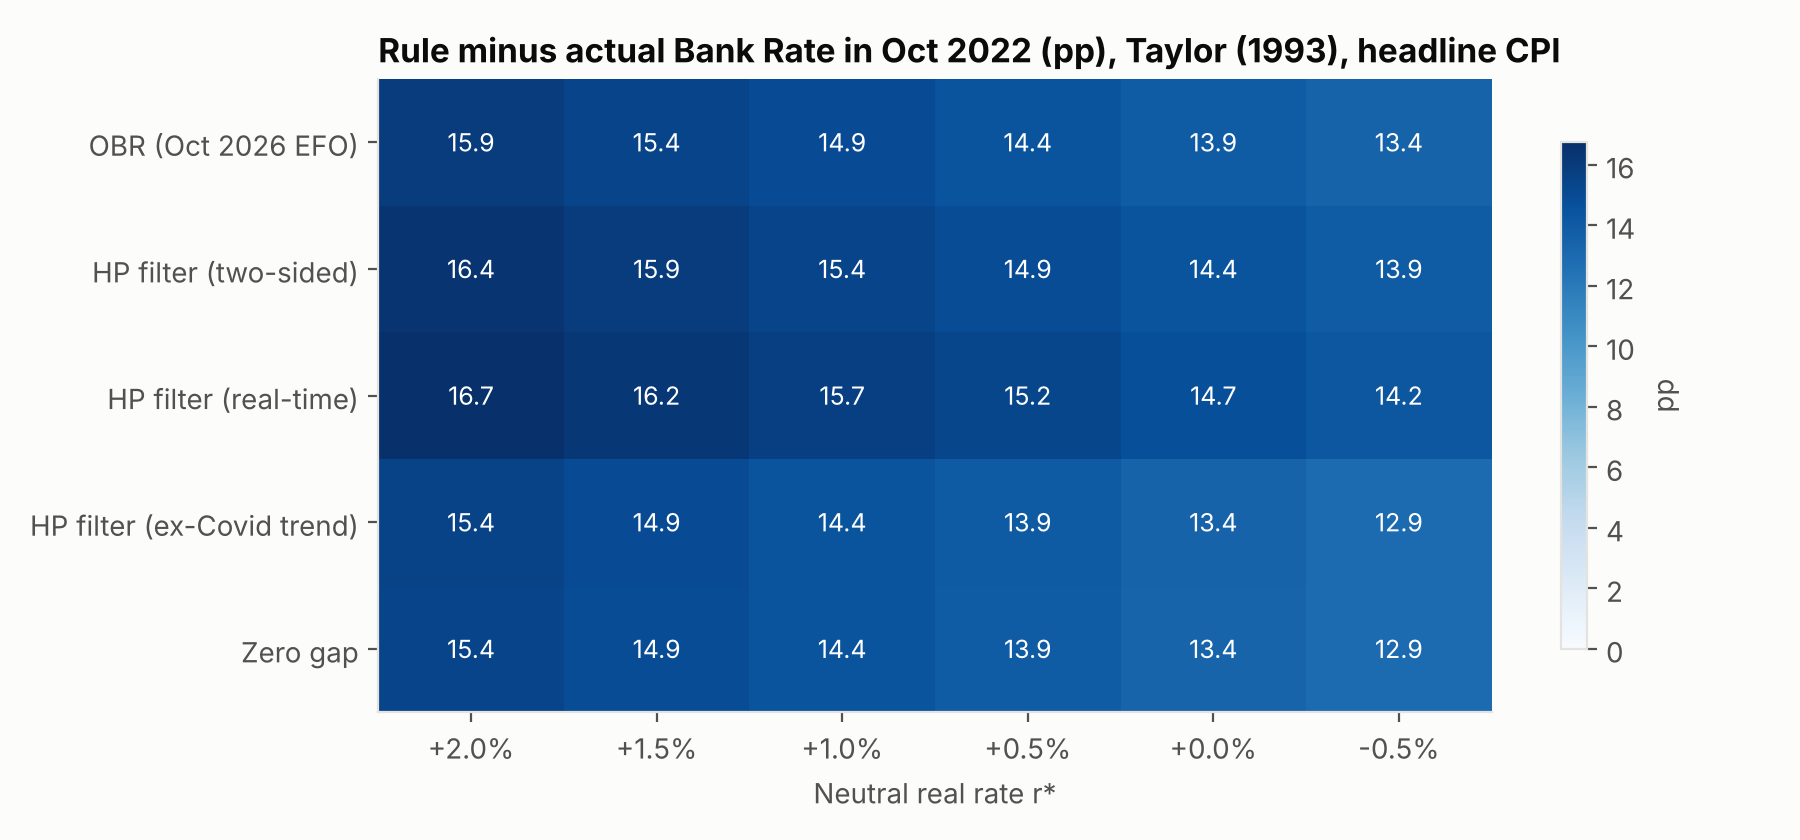 Rule minus actual Bank Rate in Oct 2022 (pp), Taylor (1993), headline CPI
OBR (Oct 2026 EFO) 15.9 15.4 14.9 14.4 13.9 13.4
HP filter (two-sided) 16.4 15.9 15.4 14.9 14.4 13.9
HP filter (real-time) 16.7 16.2 15.7 15.2 14.7 14.2
HP filter (ex-Covid trend) 15.4 14.9 14.4 13.9 13.4 12.9
Zero gap 15.4 14.9 14.4 13.9 13.4 12.9
+2.0% +1.5% +1.0% +0.5% +0.0% -0.5%
Neutral real rate r*
16
14
12
10
8
6
4
2
0
pp